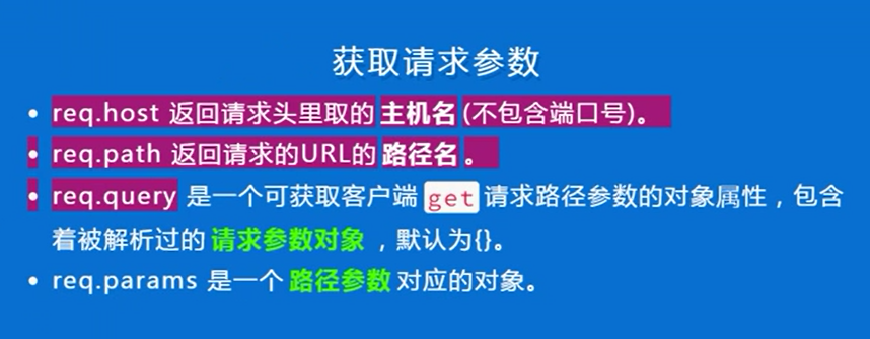 获取请求参数
• req.host 返回请求头里取的 主机名 (不包含端口号)。
• req.path 返回请求的URL的 路径名 。
• req.query 是一个可获取客户端 get 请求路径参数的对象属性，包含
着被解析过的 请求参数对象 ，默认为{}。
• req.params 是一个 路径参数 对应的对象。